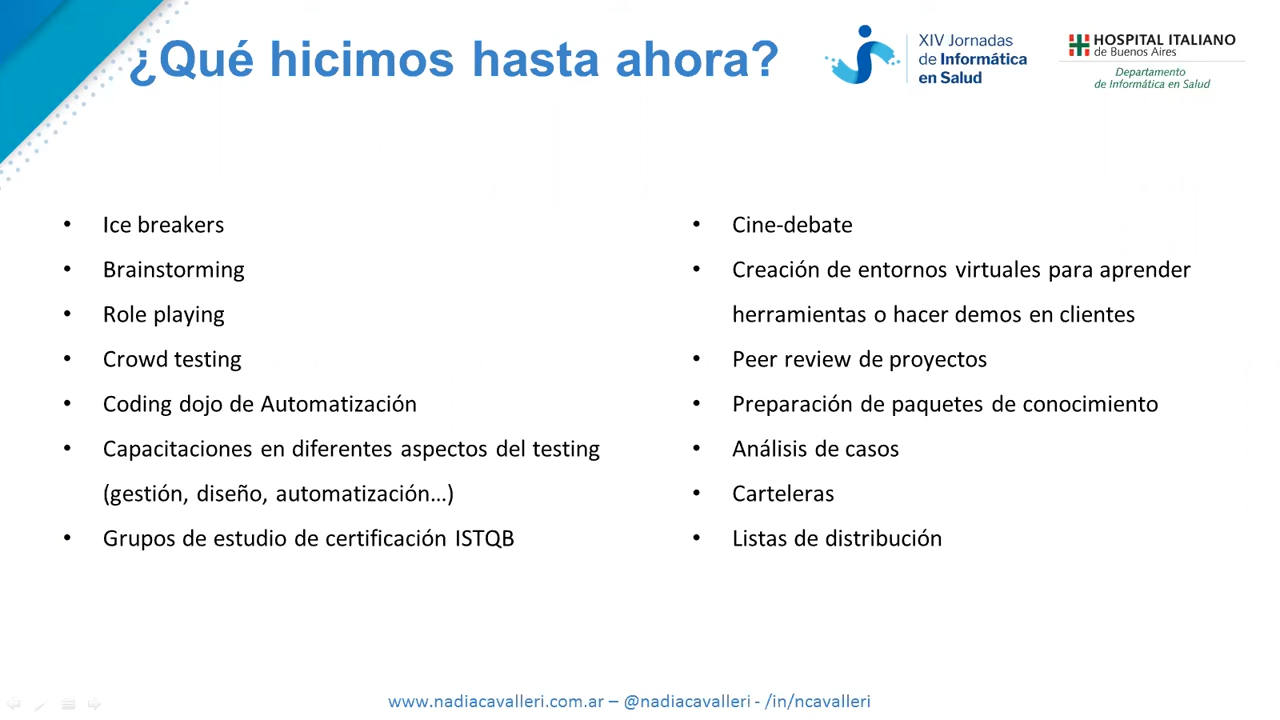 ¿Qué hicimos hasta ahora?
XIV Jornadas
de Informática
en Salud
HOSPITAL ITALIANO
de Buenos Aires
Departamento
de Informática en Salud
• Ice breakers
• Brainstorming
• Role playing
• Crowd testing
• Coding dojo de Automatización
• Capacitaciones en diferentes aspectos del testing
(gestión, diseño, automatización...)
• Grupos de estudio de certificación ISTQB
• Cine-debate
• Creación de entornos virtuales para aprender
herramientas o hacer demos en clientes
• Peer review de proyectos
• Preparación de paquetes de conocimiento
• Análisis de casos
• Carteleras
• Listas de distribución
www.nadiacavalleri.com.ar – @nadiacavalleri - /in/ncavalleri